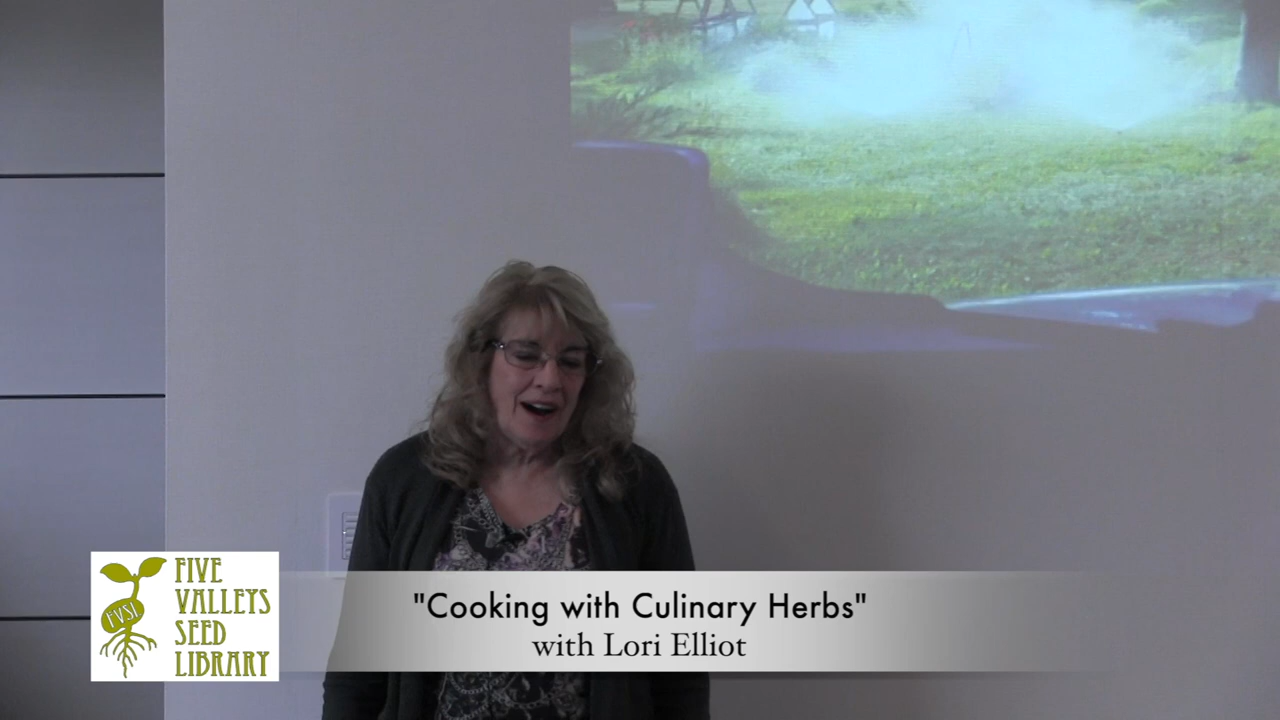 FVSL
FIVE
VALLEYS
SEED
LIBRARY
"Cooking with Culinary Herbs"
with Lori Elliot